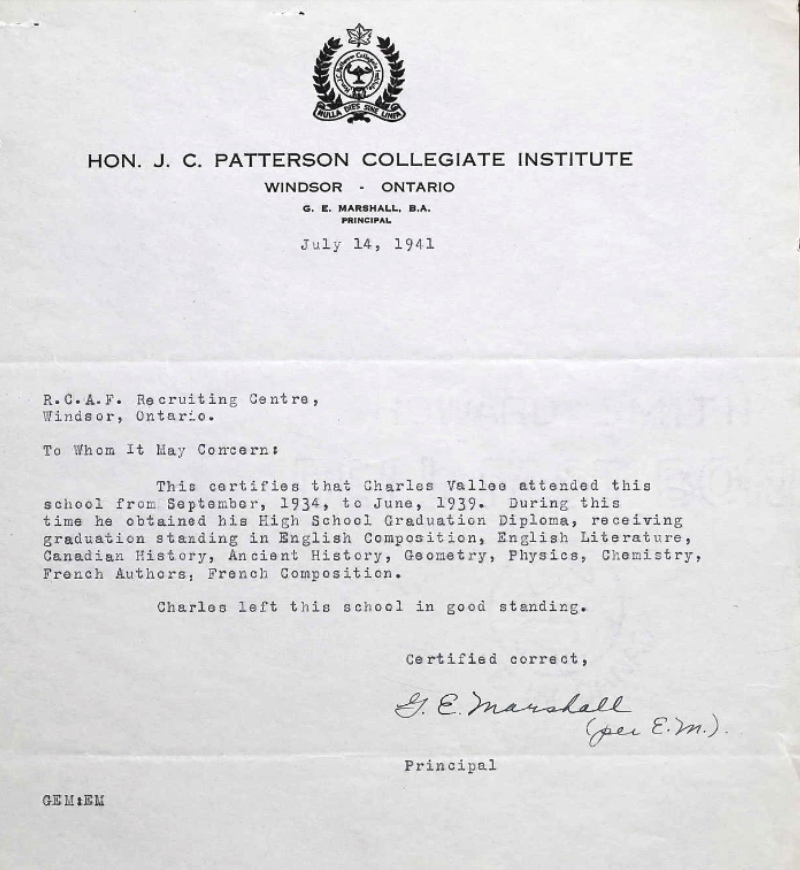 Hon. J. C. Patterson Collegiate Institute
NULLA DIES SINE LINEA
HON. J. C. PATTERSON COLLEGIATE INSTITUTE
WINDSOR - ONTARIO
G. E. MARSHALL, B.A.
PRINCIPAL
July 14, 1941
R.C.A.F. Recruiting Centre,
Windsor, Ontario.
To Whom It May Concern:
This certifies that Charles Vallee attended this
school from September, 1934, to June, 1939. During this
time he obtained his High School Graduation Diploma, receiving
graduation standing in English Composition, English Literature,
Canadian History, Ancient History, Geometry, Physics, Chemistry,
French Authors, French Composition.
Charles left this school in good standing.
Certified correct,
G. E. Marshall
(per E.M.).
Principal
GEM:EM